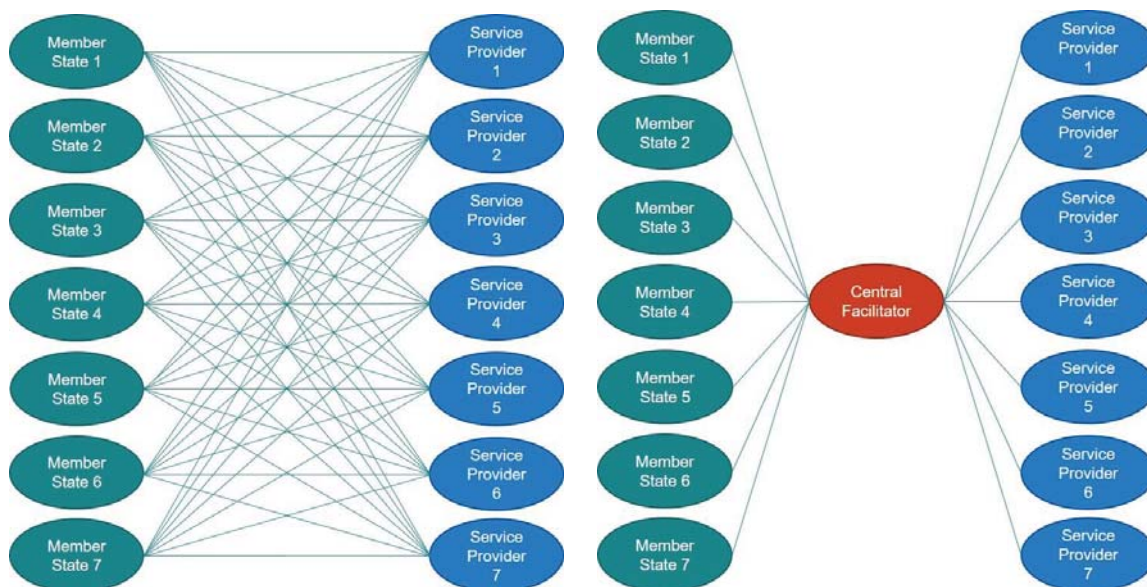 Member
State 1
Member
State 2
Member
State 3
Member
State 4
Member
State 5
Member
State 6
Member
State 7
Service
Provider
1
Service
Provider
2
Service
Provider
3
Service
Provider
4
Service
Provider
5
Service
Provider
6
Service
Provider
7
Member
State 1
Member
State 2
Member
State 3
Member
State 4
Member
State 5
Member
State 6
Member
State 7
Central
Facilitator
Service
Provider
1
Service
Provider
2
Service
Provider
3
Service
Provider
4
Service
Provider
5
Service
Provider
6
Service
Provider
7